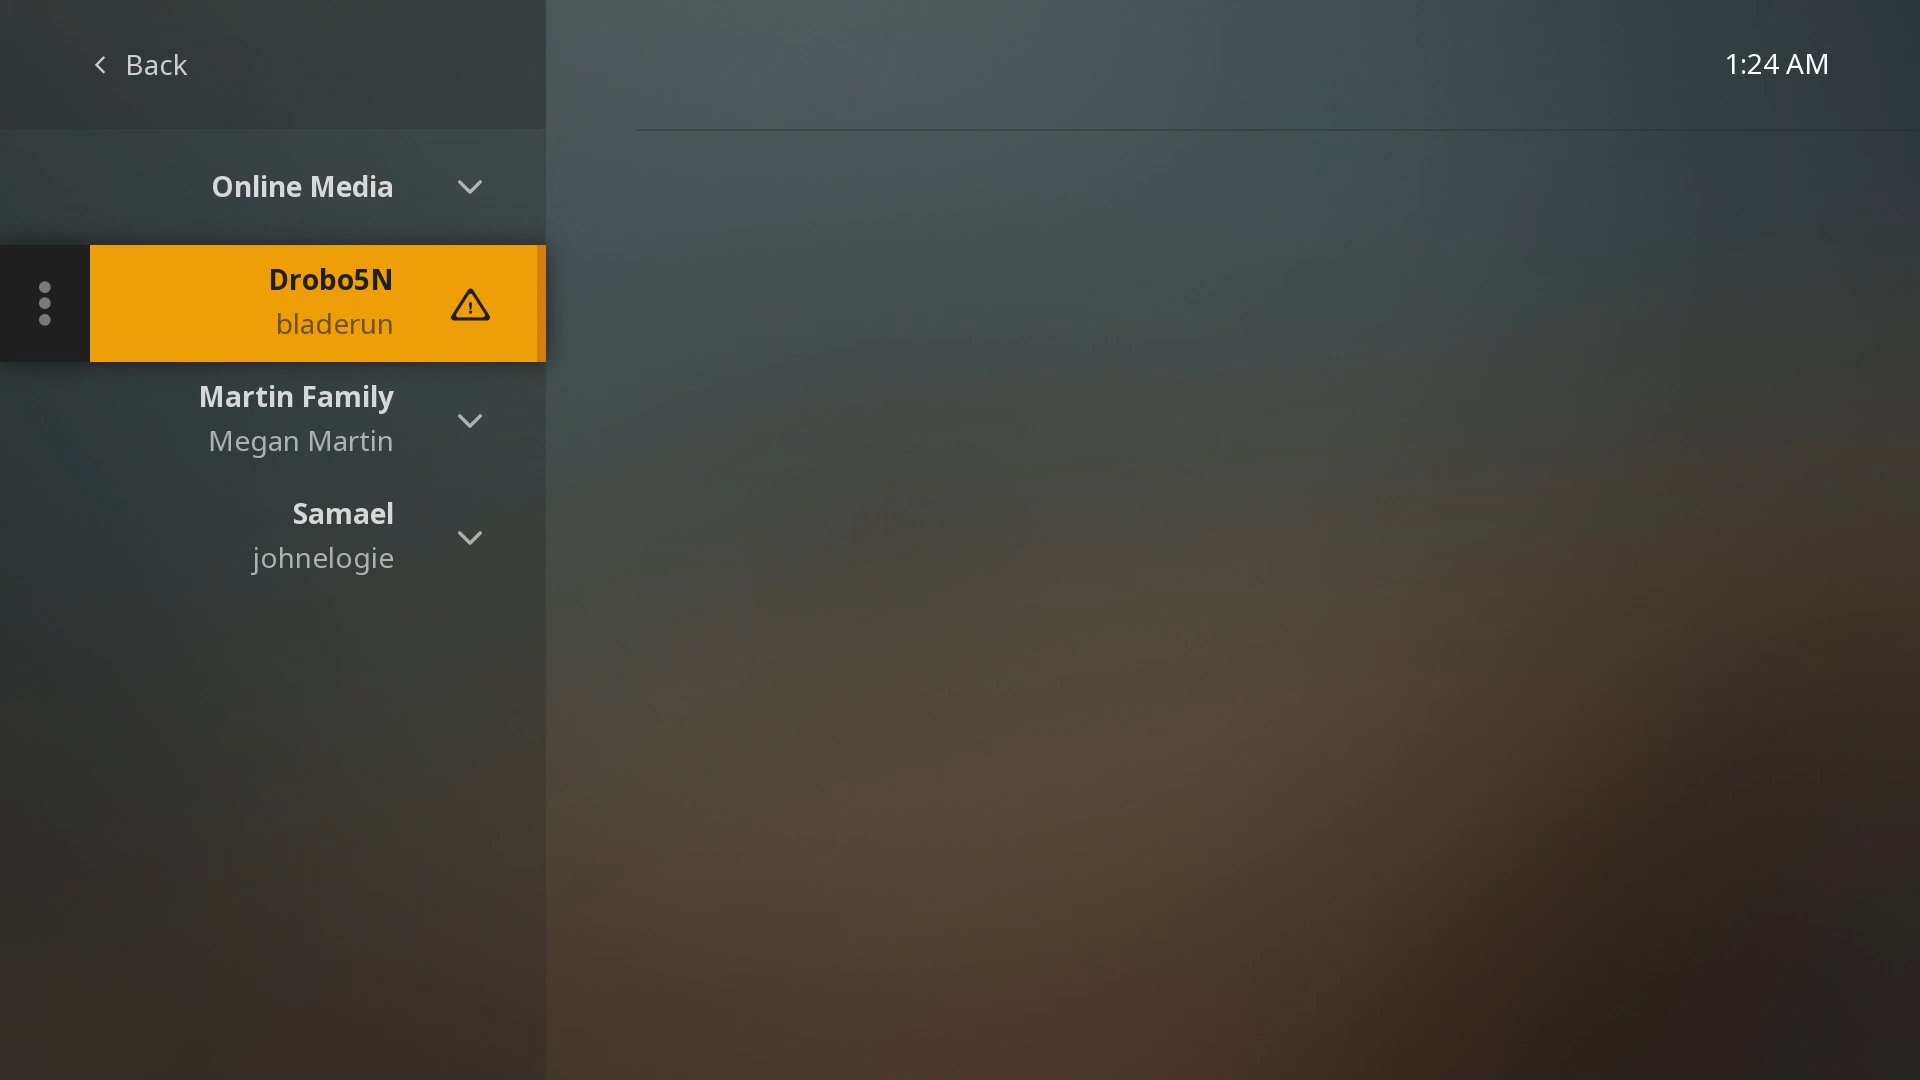 Back
1:24 AM
Online Media
Drobo5N
bladerun
Martin Family
Megan Martin
Samael
johnelogie